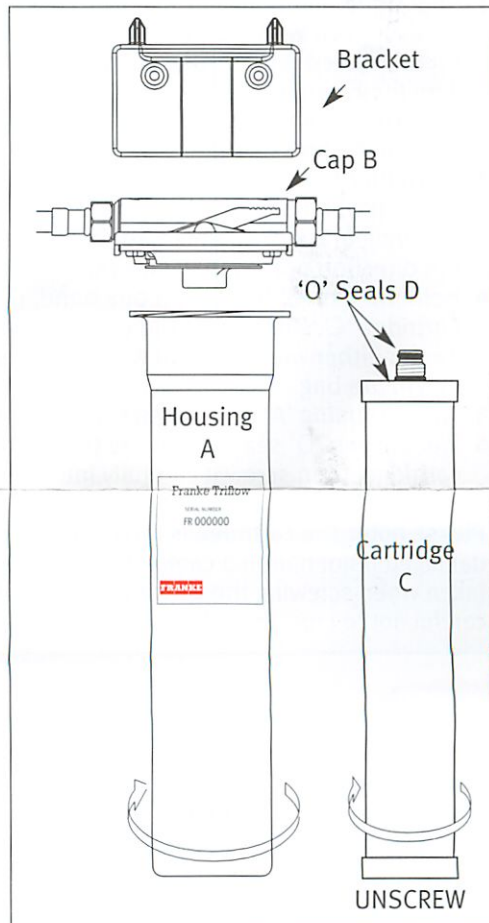 Bracket
Cap B
'O' Seals D
Housing
A
Franke Triflow
SERIAL NUMBER
FR 000000
FRANKE
Cartridge
C
UNSCREW